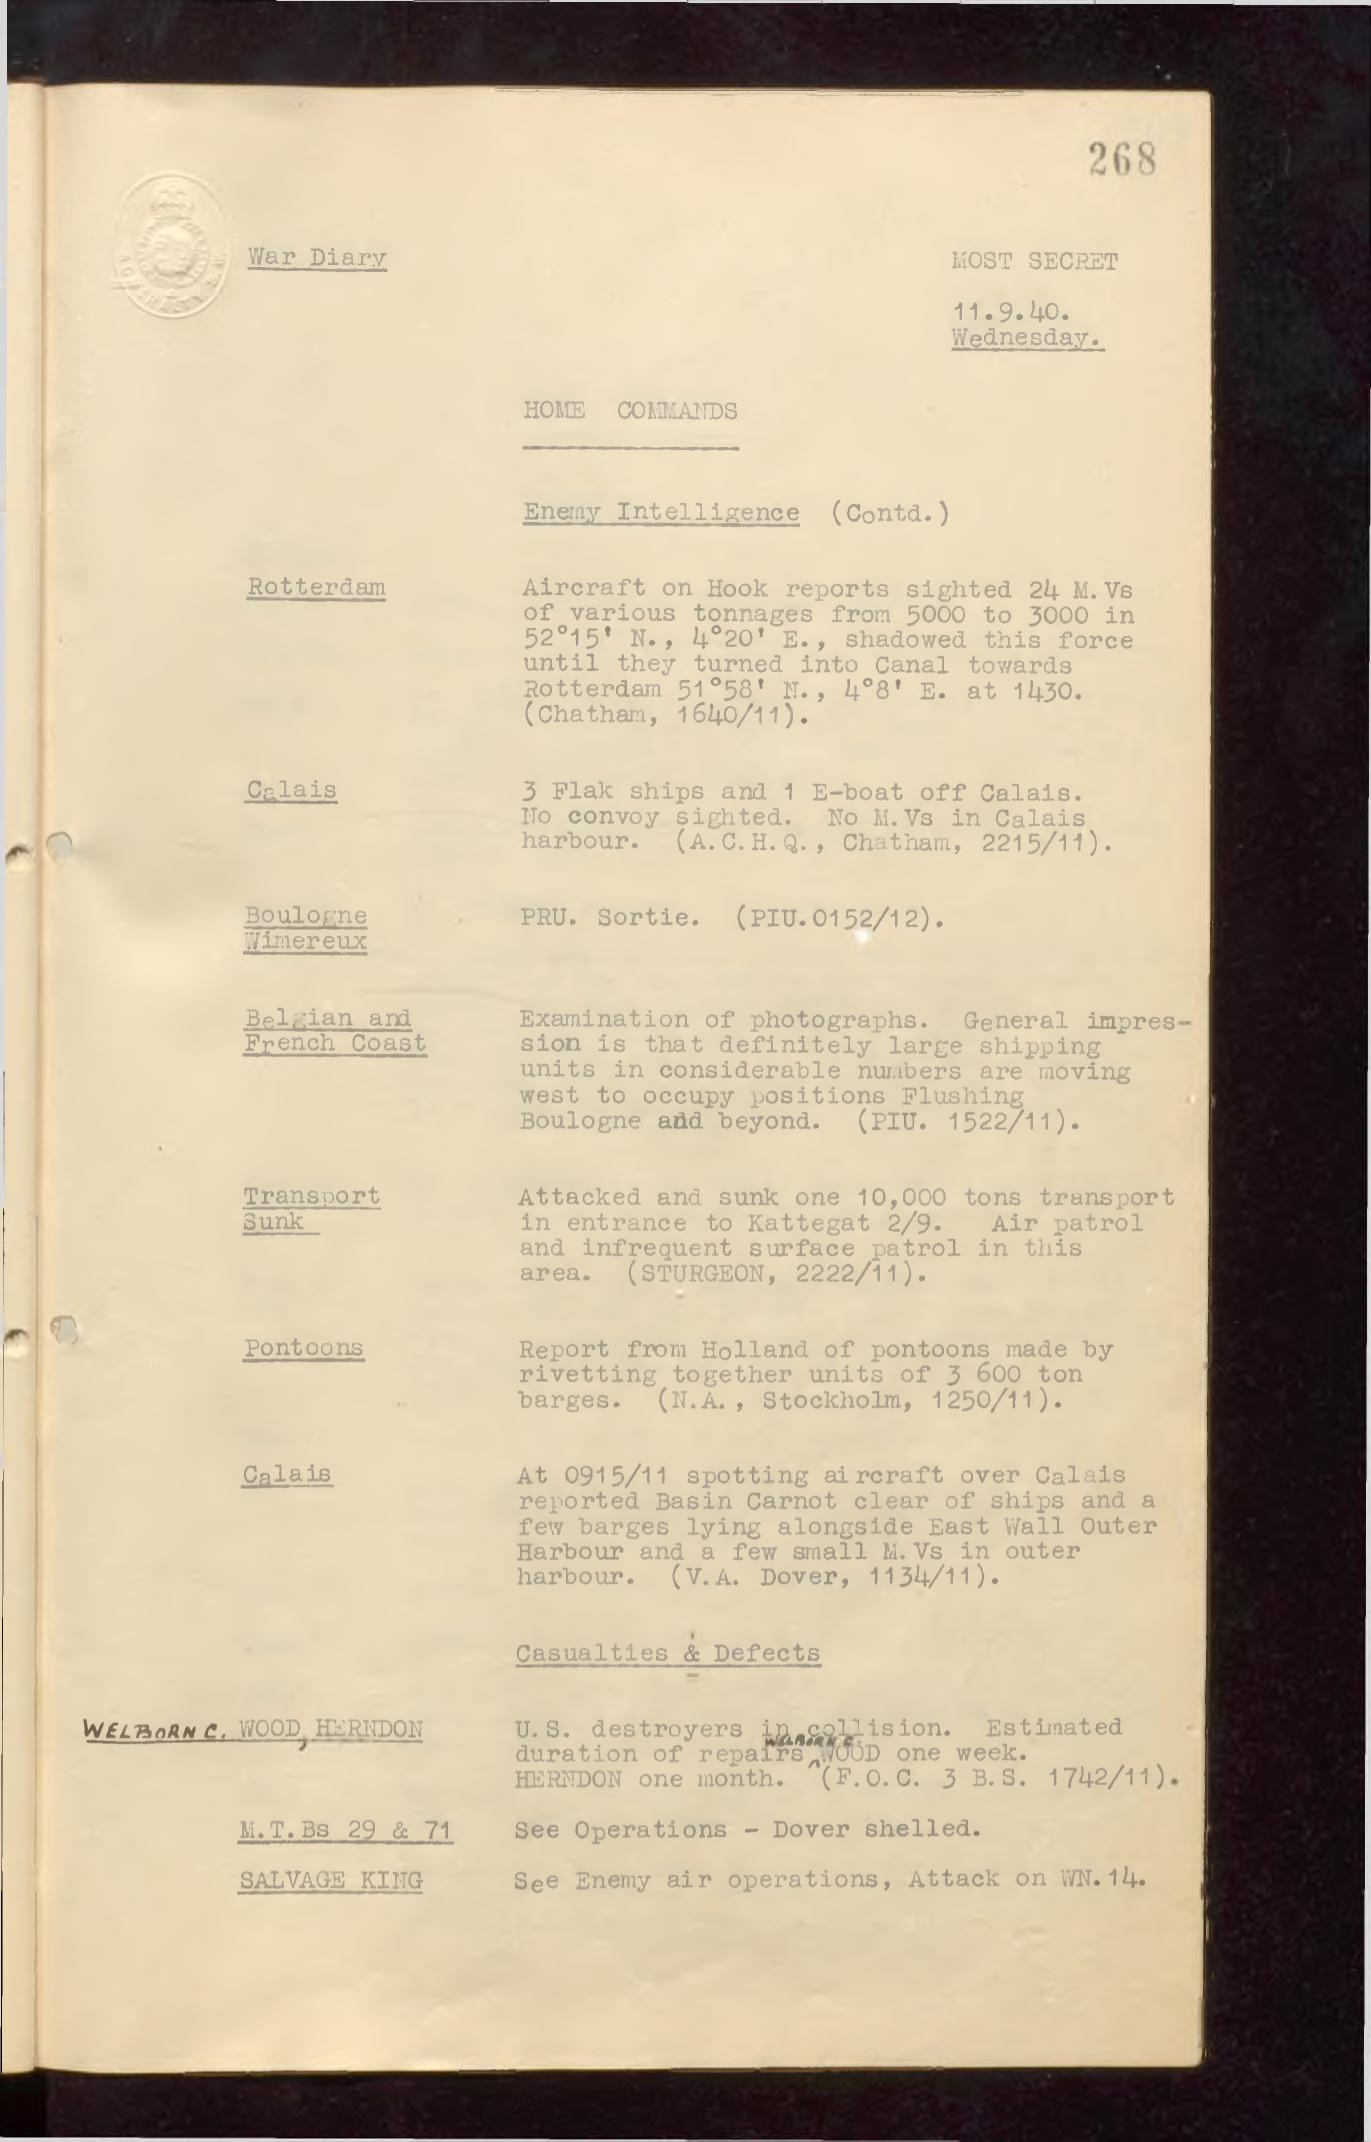 268
War Diary
MOST SECRET
11.9.40.
Wednesday.
HOME COMMANDS
Enemy Intelligence (Contd.)
Rotterdam
Aircraft on Hook reports sighted 24 M.Vs
of various tonnages from 5000 to 3000 in
52°15' N., 4°20' E., shadowed this force
until they turned into Canal towards
Rotterdam 51°58' N., 4°8' E. at 1430.
(Chatham, 1640/11).
Calais
3 Flak ships and 1 E-boat off Calais.
No convoy sighted. No M.Vs in Calais
harbour. (A.C.H.Q., Chatham, 2215/11).
Boulogne
Wimereux
PRU. Sortie. (PIU.0152/12).
Belgian and
French Coast
Examination of photographs. General impres-
sion is that definitely large shipping
units in considerable numbers are moving
west to occupy positions Flushing
Boulogne and beyond. (PIU. 1522/11).
Transport
Sunk
Attacked and sunk one 10,000 tons transport
in entrance to Kattegat 2/9. Air patrol
and infrequent surface patrol in this
area. (STURGEON, 2222/11).
Pontoons
Report from Holland of pontoons made by
rivetting together units of 3 600 ton
barges. (N.A., Stockholm, 1250/11).
Calais
At 0915/11 spotting aircraft over Calais
reported Basin Carnot clear of ships and a
few barges lying alongside East Wall Outer
Harbour and a few small M.Vs in outer
harbour. (V.A. Dover, 1134/11).
Casualties & Defects
WELBORN C. WOOD, HERNDON
U.S. destroyers in collision. Estimated
duration of repairs WELBORN C. WOOD one week.
HERNDON one month. (F.O.C. 3 B.S. 1742/11).
M.T.Bs 29 & 71
See Operations - Dover shelled.
SALVAGE KING
See Enemy air operations, Attack on WN.14.